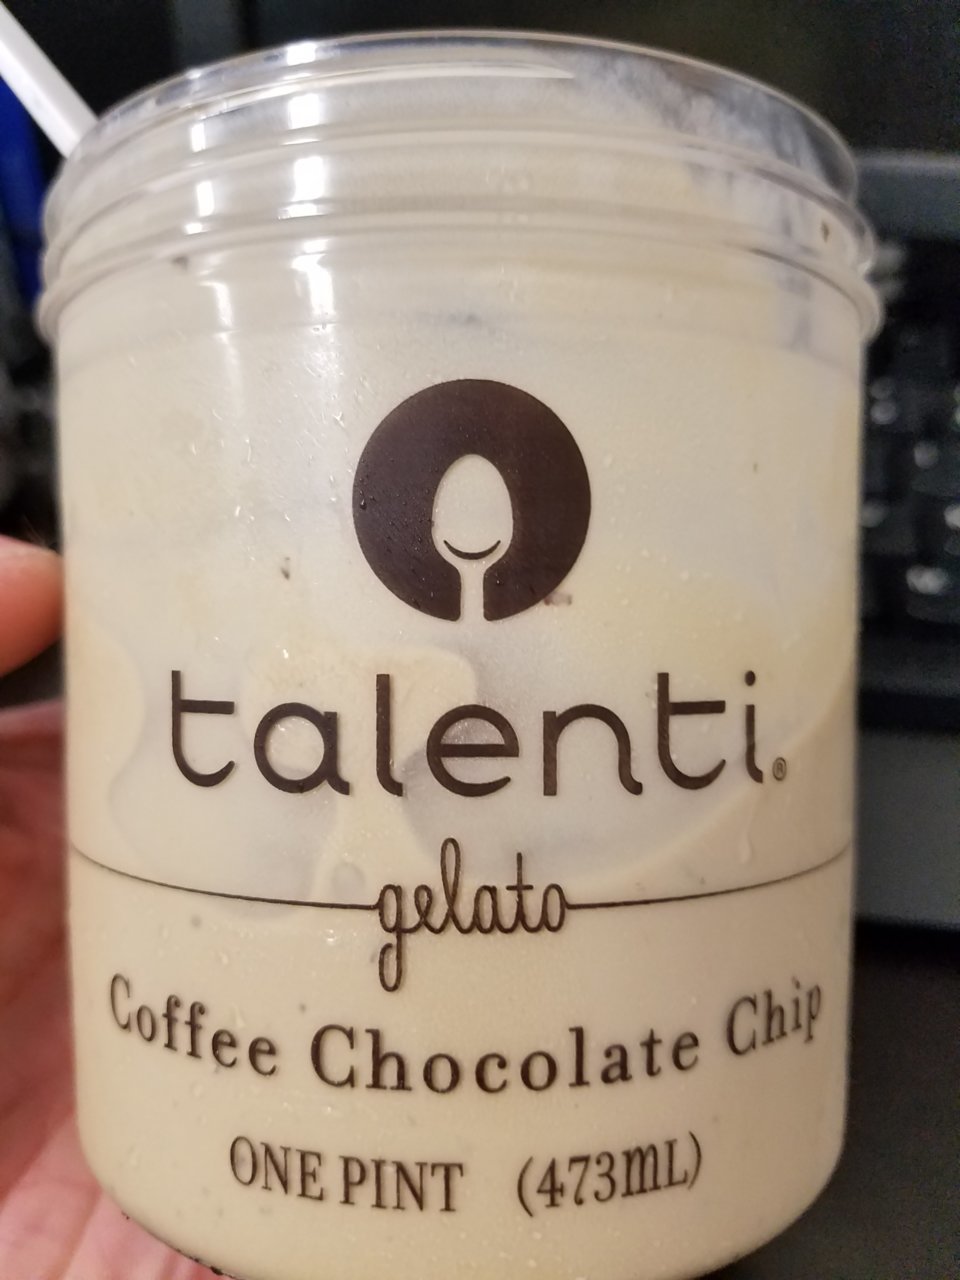 talenti®
gelato
Coffee Chocolate Chip
ONE PINT (473mL)